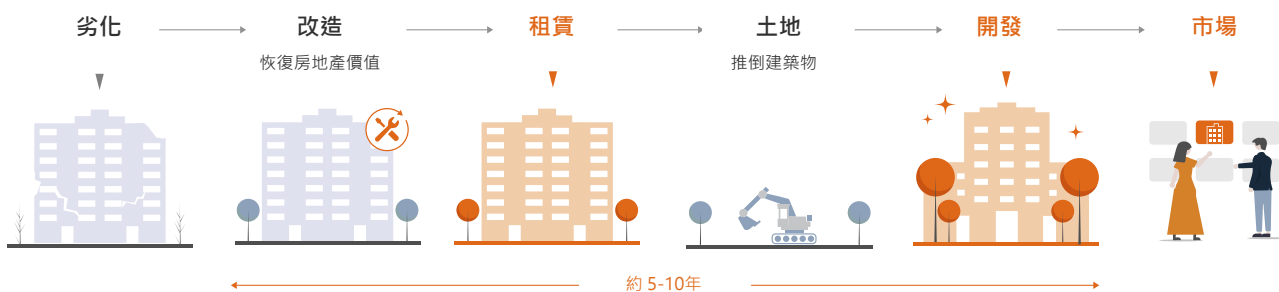 劣化
改造
租賃
土地
開發
市場
恢復房地產價值
推倒建築物
約 5-10年